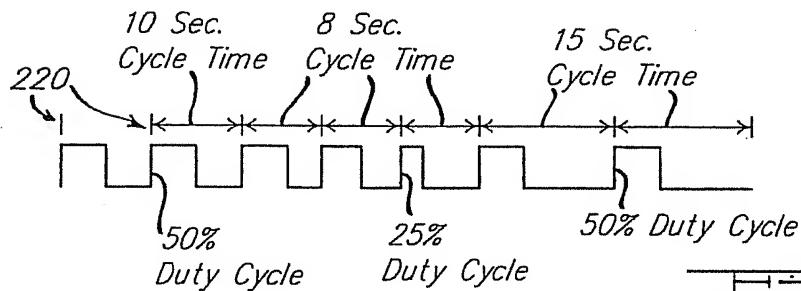 10 Sec.
Cycle Time
8 Sec.
Cycle Time
15 Sec.
Cycle Time
220
50%
Duty Cycle
25%
Duty Cycle
50% Duty Cycle